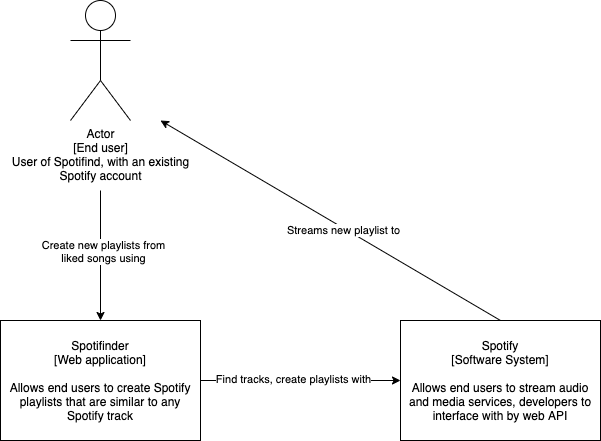 Actor
[End user]
User of Spotifind, with an existing
Spotify account
Create new playlists from
liked songs using
Streams new playlist to
Spotifinder
[Web application]
Allows end users to create Spotify
playlists that are similar to any
Spotify track
Find tracks, create playlists with
Spotify
[Software System]
Allows end users to stream audio
and media services, developers to
interface with by web API